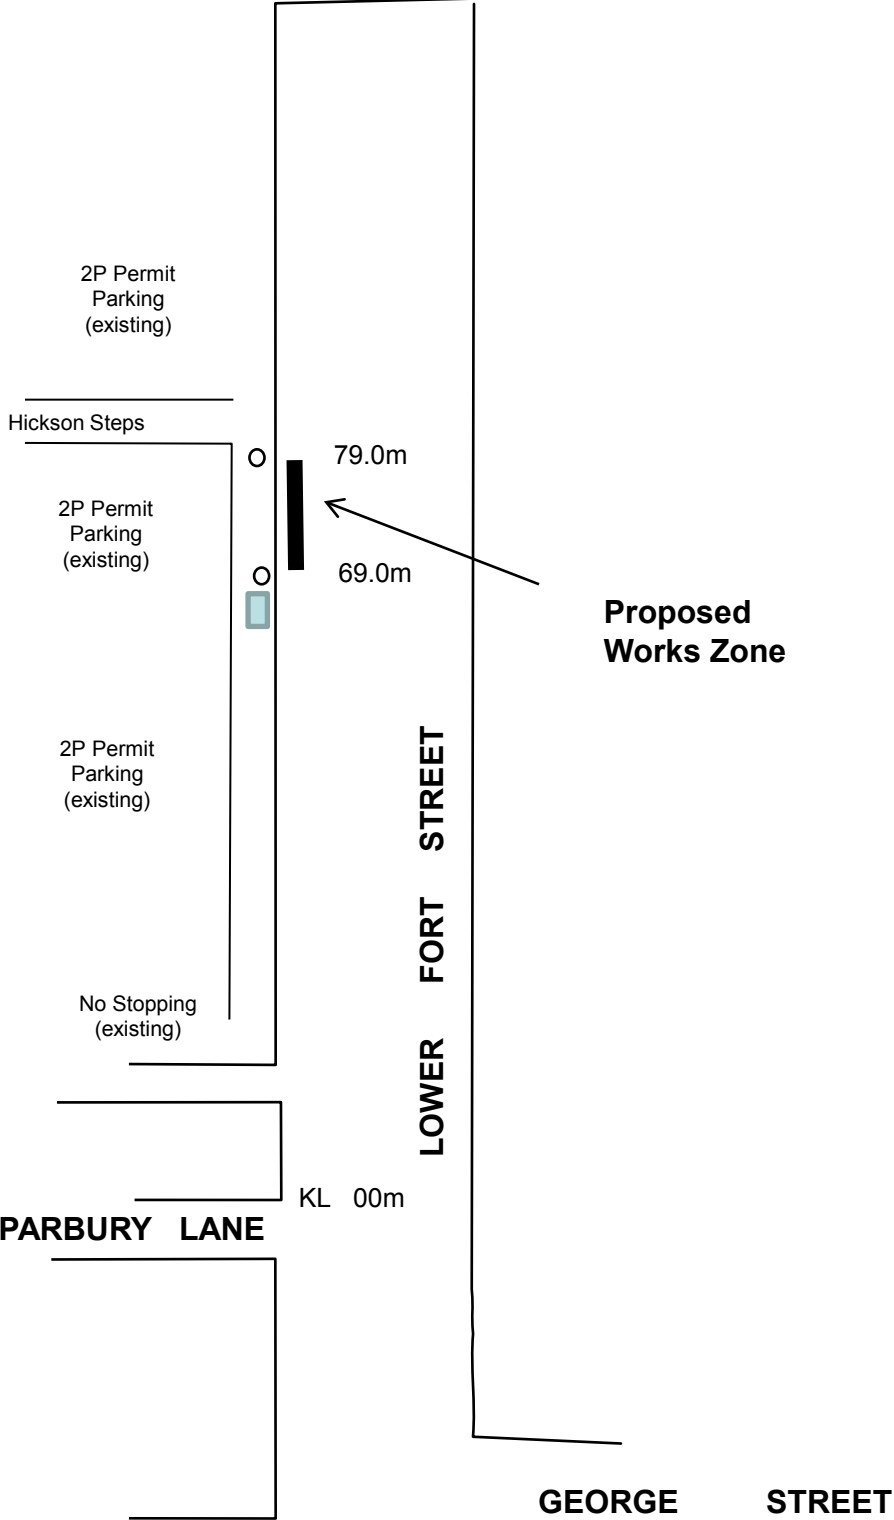 2P Permit
Parking
(existing)
Hickson Steps
79.0m
2P Permit
Parking
(existing)
69.0m
Proposed
Works Zone
2P Permit
Parking
(existing)
LOWER FORT STREET
No Stopping
(existing)
KL 00m
PARBURY LANE
GEORGE STREET